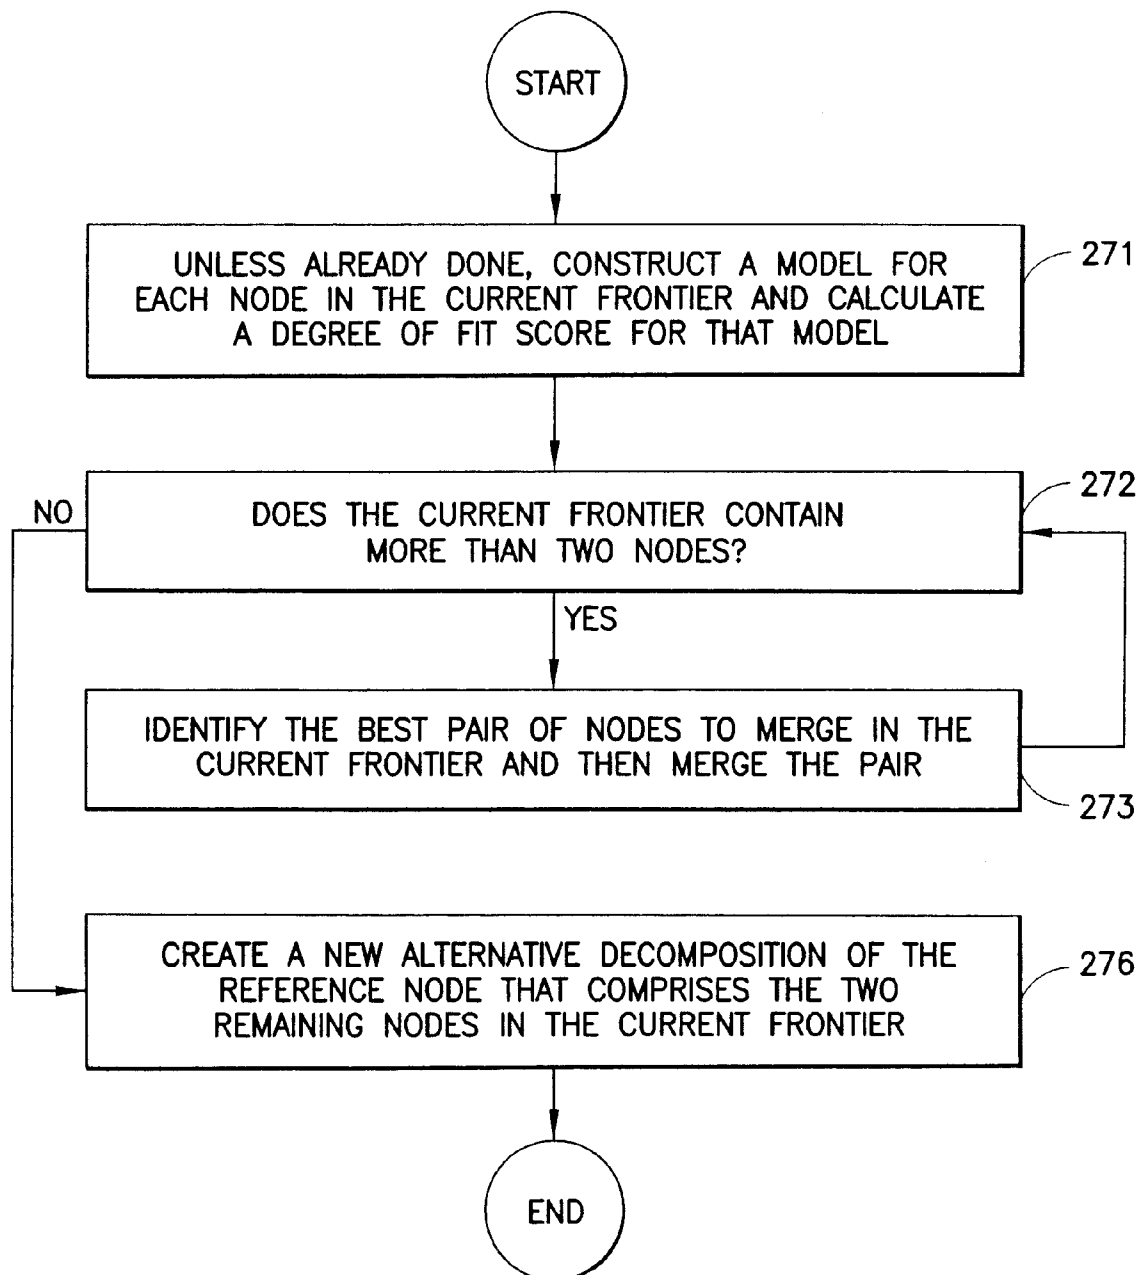 START
UNLESS ALREADY DONE, CONSTRUCT A MODEL FOR
EACH NODE IN THE CURRENT FRONTIER AND CALCULATE
A DEGREE OF FIT SCORE FOR THAT MODEL
271
DOES THE CURRENT FRONTIER CONTAIN
MORE THAN TWO NODES?
272
NO
YES
IDENTIFY THE BEST PAIR OF NODES TO MERGE IN THE
CURRENT FRONTIER AND THEN MERGE THE PAIR
273
CREATE A NEW ALTERNATIVE DECOMPOSITION OF THE
REFERENCE NODE THAT COMPRISES THE TWO
REMAINING NODES IN THE CURRENT FRONTIER
276
END